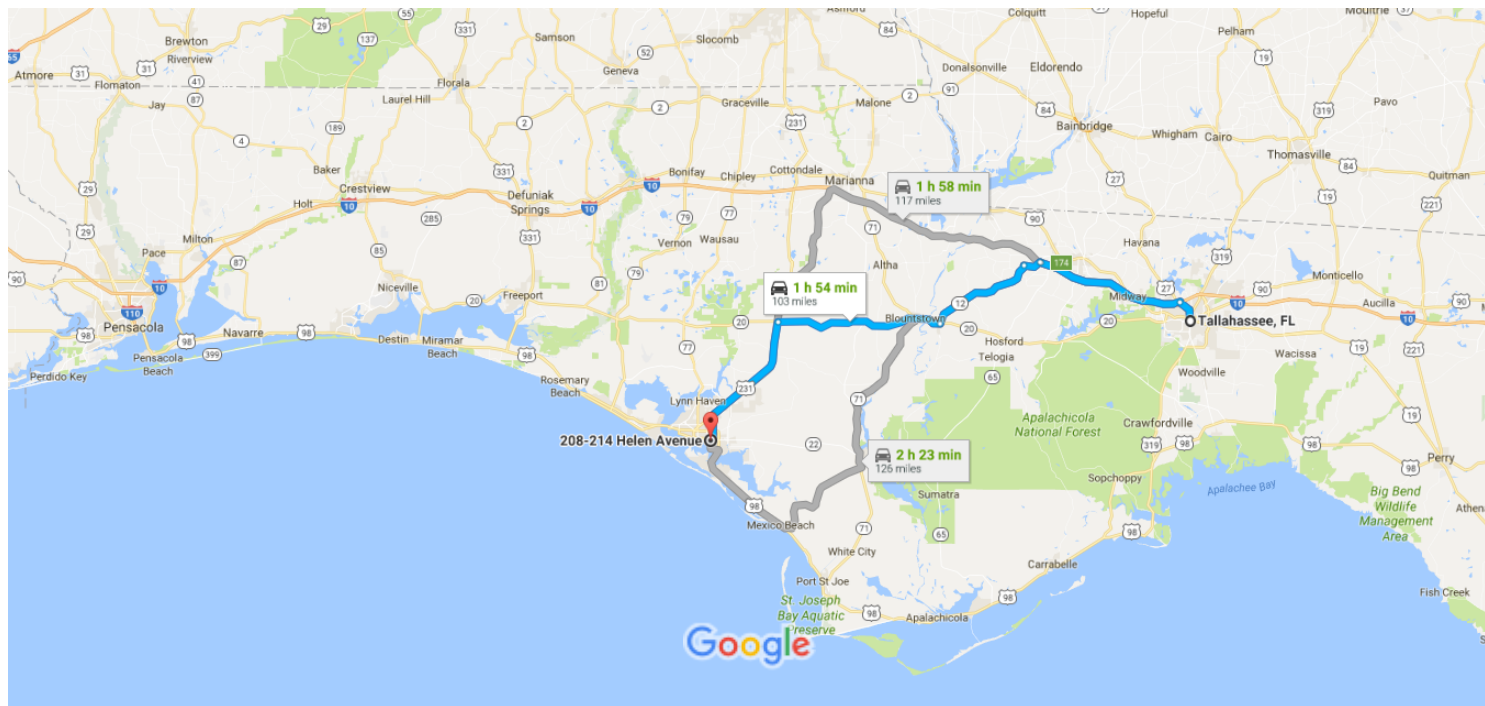 Ashford
Colquitt
Hopeful
Moultrie
Brewton
Riverview
Samson
Slocomb
Pelham
Atmore
Flomaton
Geneva
Donalsonville
Eldorendo
Florala
Jay
Laurel Hill
Graceville
Malone
Pavo
Bainbridge
Whigham
Cairo
Thomasville
Baker
Crestview
Bonifay
Chipley
Cottondale
Marianna
Quitman
Holt
Defuniak
Springs
1 h 58 min
117 miles
Milton
Pace
Vernon
Wausau
Altha
Havana
174
Monticello
Niceville
Freeport
1 h 54 min
103 miles
Midway
Aucilla
Pensacola
Navarre
Destin
Miramar
Beach
Blountstown
Hosford
Telogia
Tallahassee, FL
Wacissa
Woodville
Pensacola
Beach
Perdido Key
Rosemary
Beach
Lynn Haven
Apalachicola
National Forest
Crawfordville
208-214 Helen Avenue
2 h 23 min
126 miles
Perry
Sumatra
Sopchoppy
Apalachee Bay
Big Bend
Wildlife
Management
Area
Athena
Mexico Beach
White City
Port St Joe
Carrabelle
Apalachicola
Fish Creek
St Joseph
Bay Aquatic
Preserve
Google